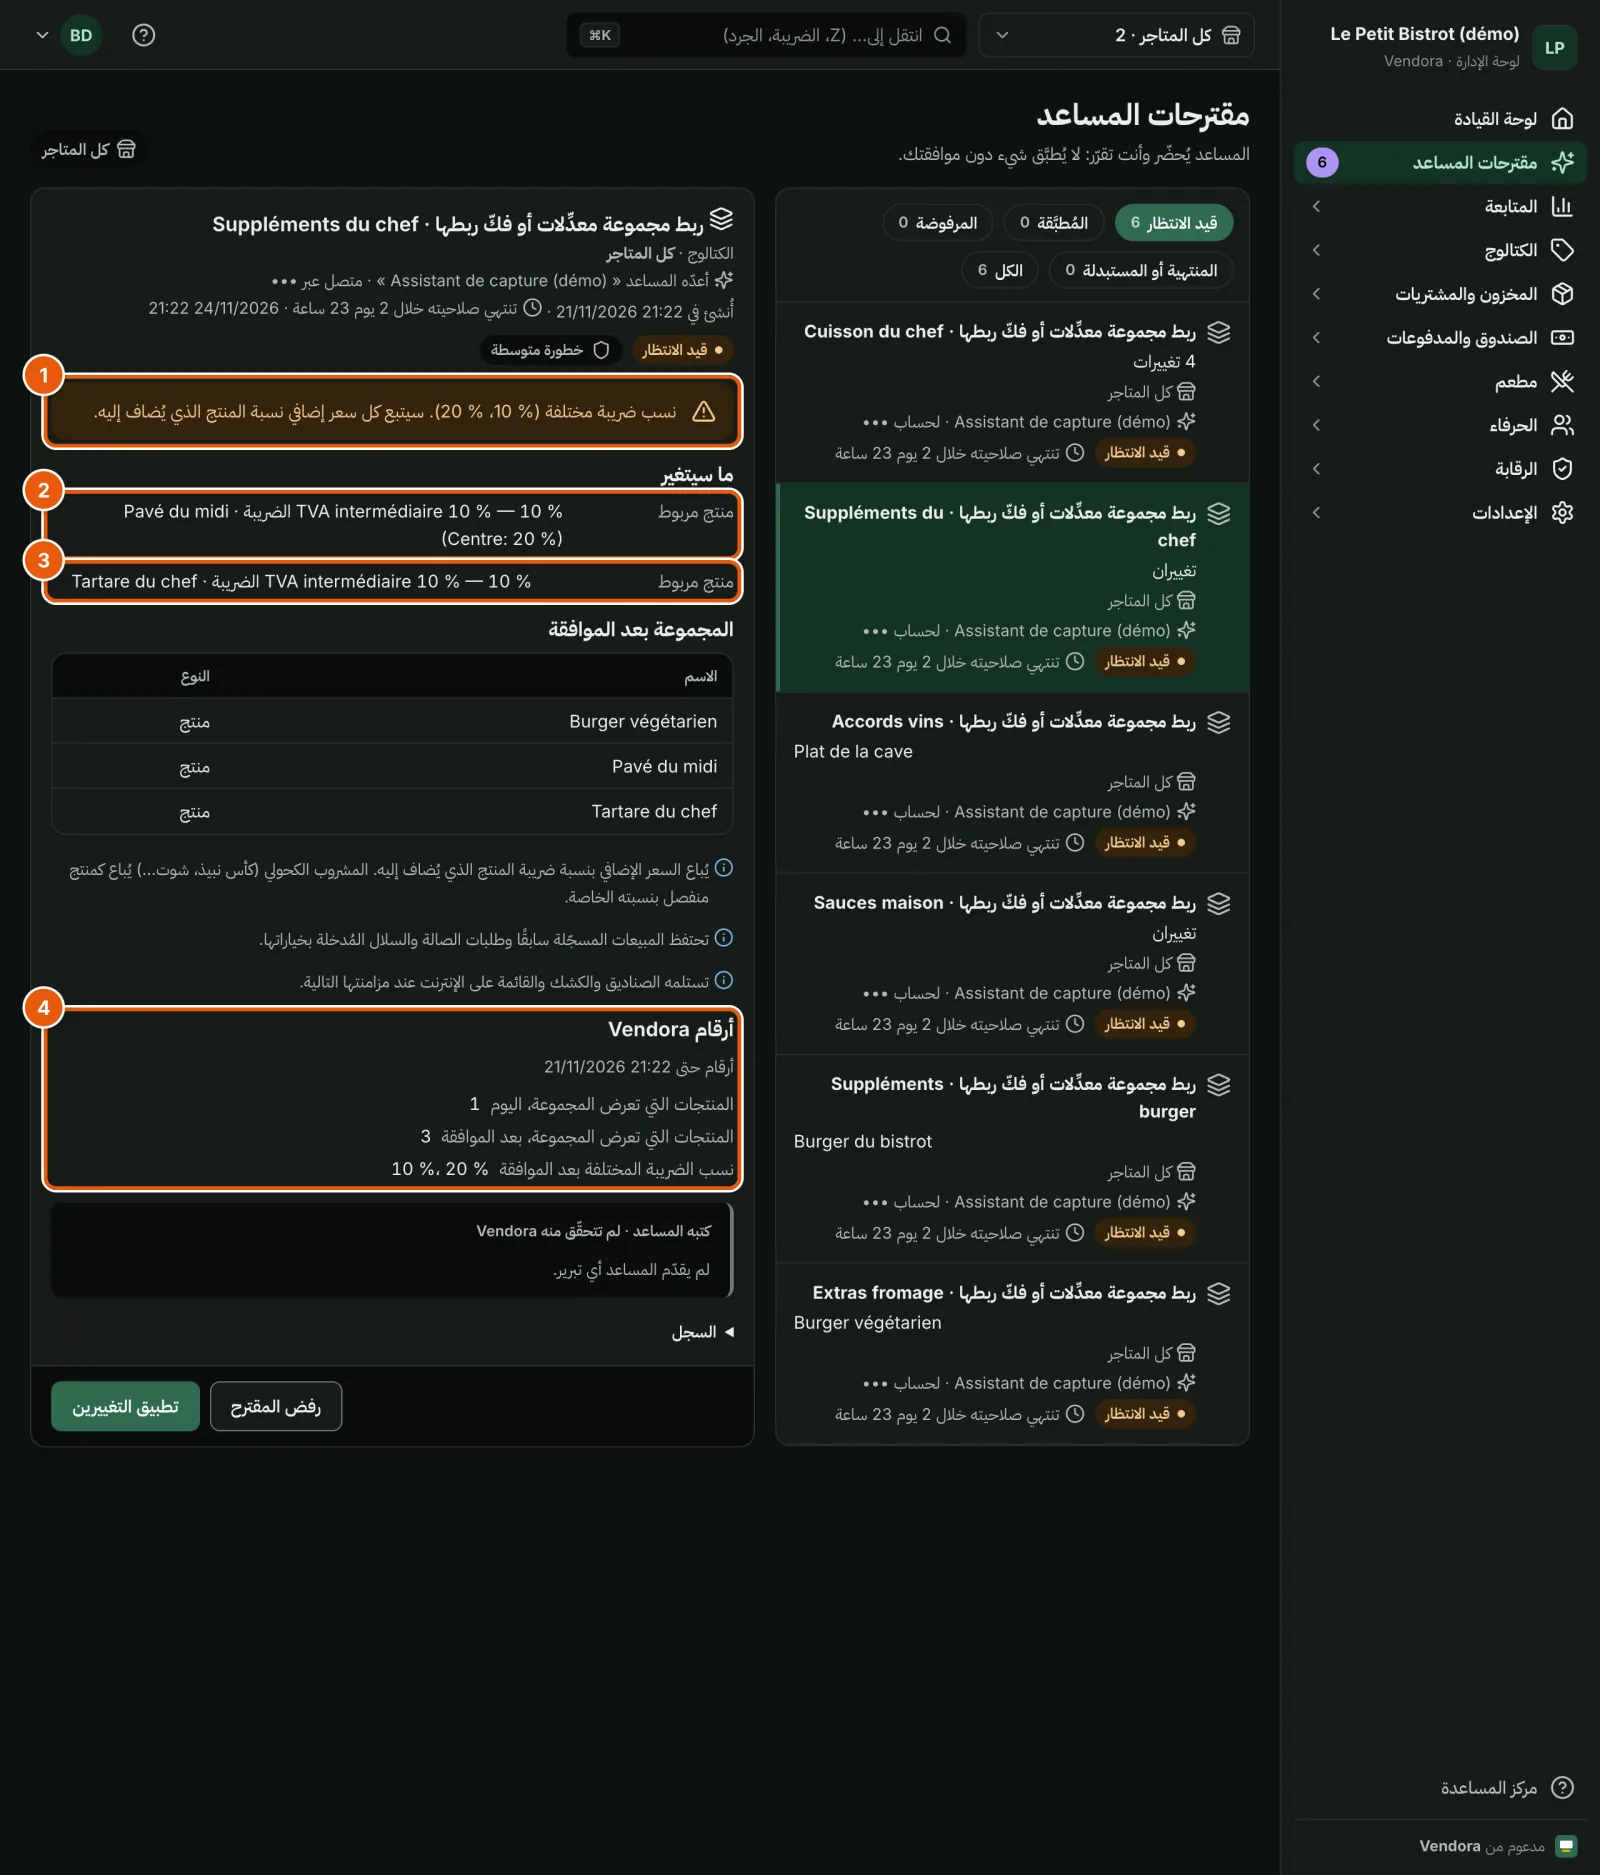 Le Petit Bistrot (démo)
لوحة الإدارة · Vendora
LP
لوحة القيادة
مقترحات المساعد
6
المتابعة
الكتالوج
المخزون والمشتريات
الصندوق والمدفوعات
مطعم
الحرفاء
الرقابة
الإعدادات
مركز المساعدة
مدعوم من Vendora
كل المتاجر · 2
انتقل إلى... (Z، الضريبة، الجرد)
⌘K
BD
مقترحات المساعد
المساعد يُحضّر وأنت تقرّر: لا يُطبَّق شيء دون موافقتك.
كل المتاجر
قيد الانتظار 6
المُطبَّقة 0
المرفوضة 0
المنتهية أو المستبدلة 0
الكل 6
ربط مجموعة معدِّلات أو فكّ ربطها · Cuisson du chef
4 تغييرات
كل المتاجر
Assistant de capture (démo) · لحساب •••
قيد الانتظار
تنتهي صلاحيته خلال 2 يوم 23 ساعة
ربط مجموعة معدِّلات أو فكّ ربطها · Suppléments du
chef
تغييران
كل المتاجر
Assistant de capture (démo) · لحساب •••
قيد الانتظار
تنتهي صلاحيته خلال 2 يوم 23 ساعة
ربط مجموعة معدِّلات أو فكّ ربطها · Accords vins
Plat de la cave
كل المتاجر
Assistant de capture (démo) · لحساب •••
قيد الانتظار
تنتهي صلاحيته خلال 2 يوم 23 ساعة
ربط مجموعة معدِّلات أو فكّ ربطها · Sauces maison
تغييران
كل المتاجر
Assistant de capture (démo) · لحساب •••
قيد الانتظار
تنتهي صلاحيته خلال 2 يوم 23 ساعة
ربط مجموعة معدِّلات أو فكّ ربطها · Suppléments
burger
Burger du bistrot
كل المتاجر
Assistant de capture (démo) · لحساب •••
قيد الانتظار
تنتهي صلاحيته خلال 2 يوم 23 ساعة
ربط مجموعة معدِّلات أو فكّ ربطها · Extras fromage
Burger végétarien
كل المتاجر
Assistant de capture (démo) · لحساب •••
قيد الانتظار
تنتهي صلاحيته خلال 2 يوم 23 ساعة
ربط مجموعة معدِّلات أو فكّ ربطها · Suppléments du chef
الكتالوج · كل المتاجر
أعدّه المساعد « Assistant de capture (démo) » · متصل عبر •••
أُنشئ في 21/11/2026 21:22 · تنتهي صلاحيته خلال 2 يوم 23 ساعة · 24/11/2026 21:22
قيد الانتظار
خطورة متوسطة
1
نسب ضريبة مختلفة (10 %، 20 %). سيتبع كل سعر إضافي نسبة المنتج الذي يُضاف إليه.
ما سيتغير
2
منتج مربوط
Pavé du midi · الضريبة TVA intermédiaire 10 % — 10 %
(Centre: 20 %)
3
منتج مربوط
Tartare du chef · الضريبة TVA intermédiaire 10 % — 10 %
المجموعة بعد الموافقة
الاسم
النوع
Burger végétarien
منتج
Pavé du midi
منتج
Tartare du chef
منتج
يُباع السعر الإضافي بنسبة ضريبة المنتج الذي يُضاف إليه. المشروب الكحولي (كأس نبيذ، شوت...) يُباع كمنتج
منفصل بنسبته الخاصة.
تحتفظ المبيعات المسجّلة سابقًا وطلبات الصالة والسلال المُدخلة بخياراتها.
تستلمه الصناديق والكشك والقائمة على الإنترنت عند مزامنتها التالية.
4
أرقام Vendora
أرقام حتى 21/11/2026 21:22
المنتجات التي تعرض المجموعة، اليوم 1
المنتجات التي تعرض المجموعة، بعد الموافقة 3
نسب الضريبة المختلفة بعد الموافقة 10 %، 20 %
كتبه المساعد · لم تتحقّق منه Vendora
لم يقدّم المساعد أي تبرير.
السجل
رفض المقترح
تطبيق التغييرين